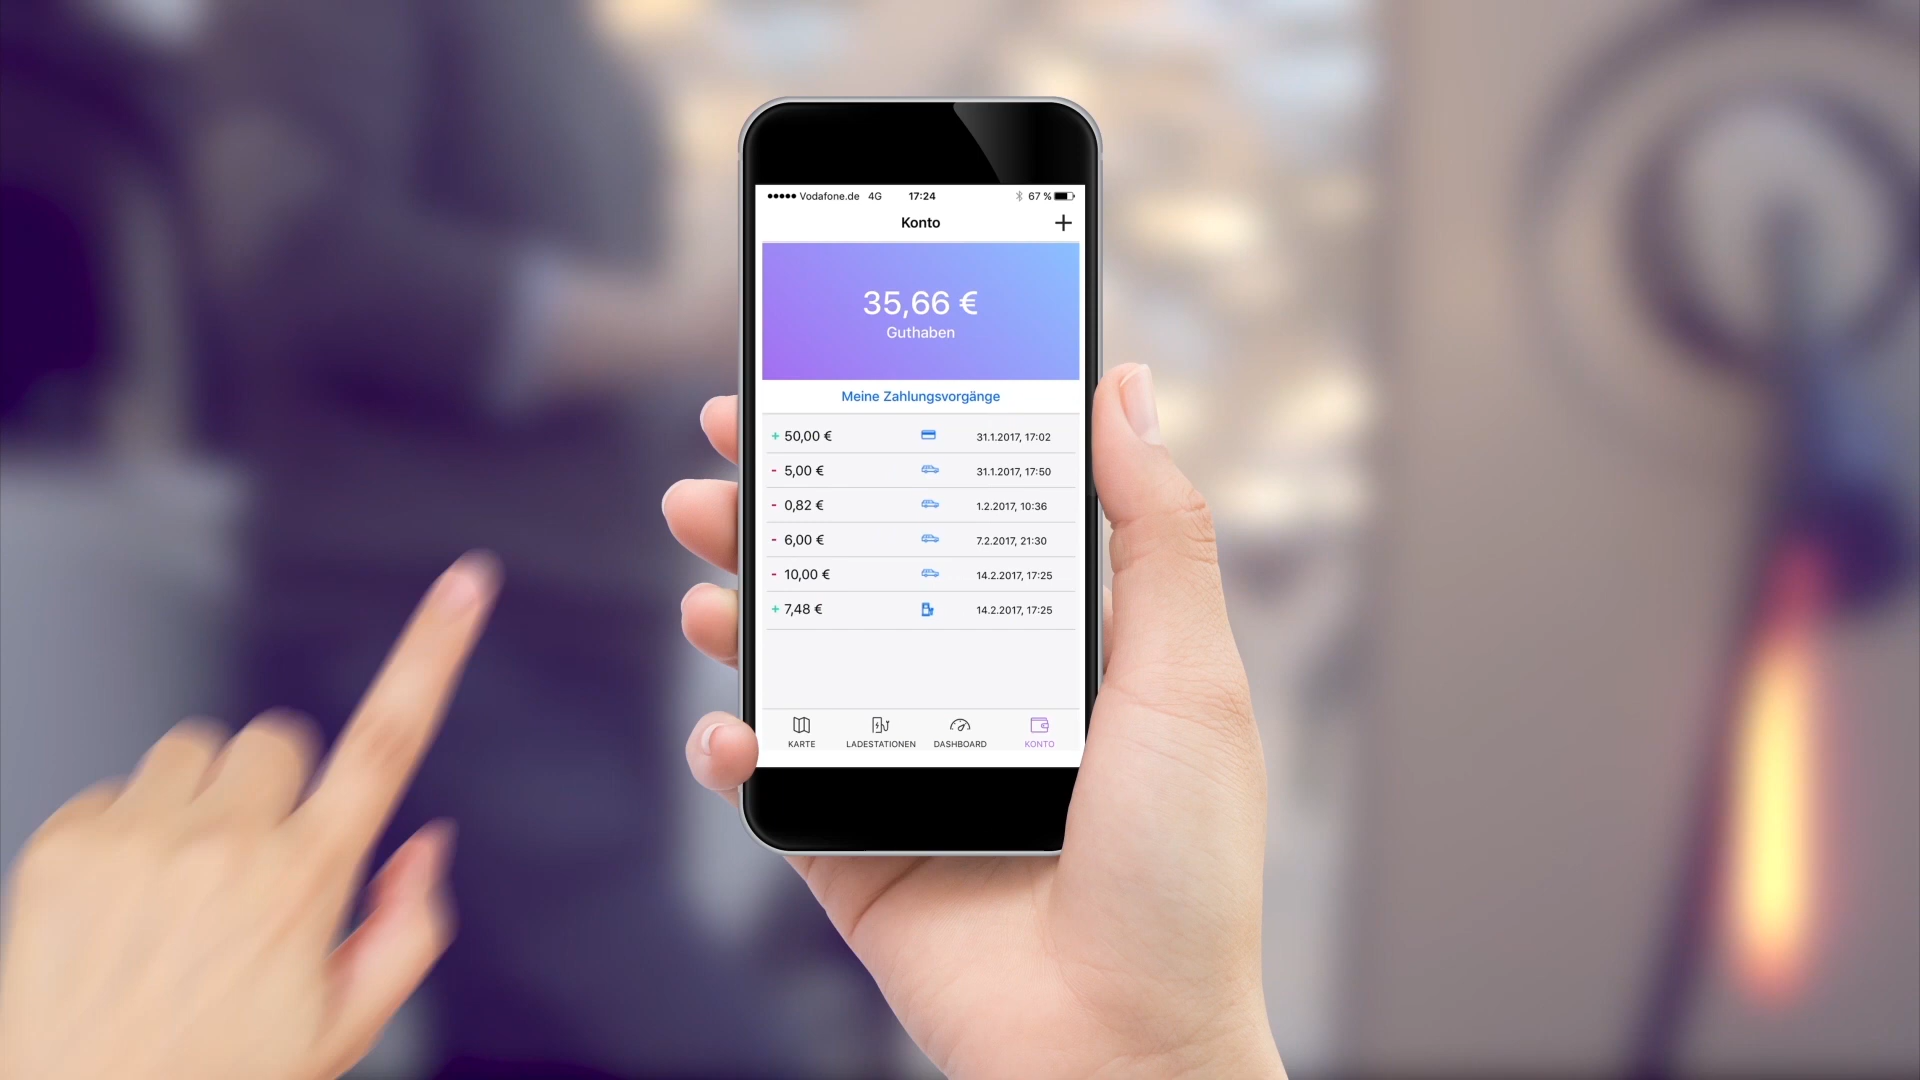 Vodafone.de 4G 17:24 67 %
Konto +
35,66 €
Guthaben
Meine Zahlungsvorgänge
+ 50,00 € 31.1.2017, 17:02
- 5,00 € 31.1.2017, 17:50
- 0,82 € 1.2.2017, 10:36
- 6,00 € 7.2.2017, 21:30
- 10,00 € 14.2.2017, 17:25
+ 7,48 € 14.2.2017, 17:25
KARTE LADESTATIONEN DASHBOARD KONTO